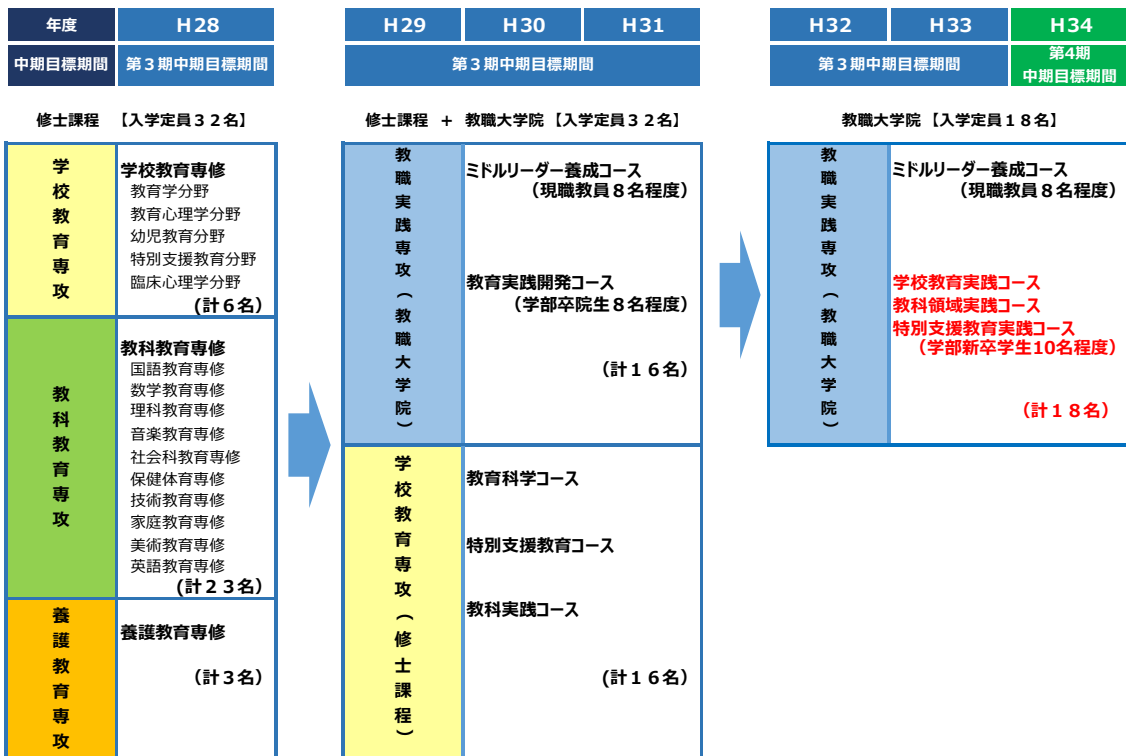 年度
H28
中期目標期間
第３期中期目標期間
修士課程 【入学定員３２名】
学校教育専攻
学校教育専修
教育学分野
教育心理学分野
幼児教育分野
特別支援教育分野
臨床心理学分野
(計６名)
教科教育専攻
教科教育専修
国語教育専修
数学教育専修
理科教育専修
音楽教育専修
社会科教育専修
保健体育専修
技術教育専修
家庭教育専修
美術教育専修
英語教育専修
(計２３名)
養護教育専攻
養護教育専修
（計３名）
H29
H30
H31
第３期中期目標期間
修士課程 + 教職大学院【入学定員３２名】
教職実践専攻（教職大学院）
ミドルリーダー養成コース
（現職教員８名程度）
教育実践開発コース
（学部卒院生８名程度）
（計１６名）
学校教育専攻（修士課程）
教育科学コース
特別支援教育コース
教科実践コース
(計１６名）
H32
H33
H34
第３期中期目標期間
第4期
中期目標期間
教職大学院【入学定員１８名】
教職実践専攻（教職大学院）
ミドルリーダー養成コース
（現職教員８名程度）
学校教育実践コース
教科領域実践コース
特別支援教育実践コース
（学部新卒学生10名程度）
（計１８名）